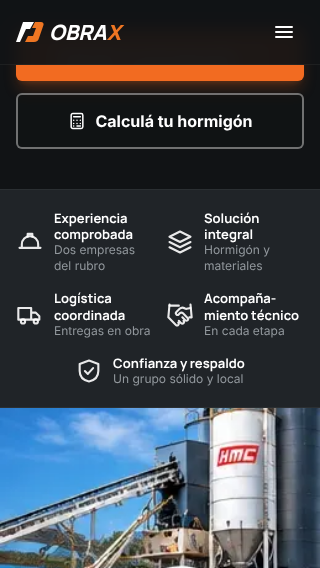 OBRAX
Calculá tu hormigón
Experiencia
comprobada
Dos empresas
del rubro
Solución
integral
Hormigón y
materiales
Logística
coordinada
Entregas en obra
Acompaña-
miento técnico
En cada etapa
Confianza y respaldo
Un grupo sólido y local
HMC